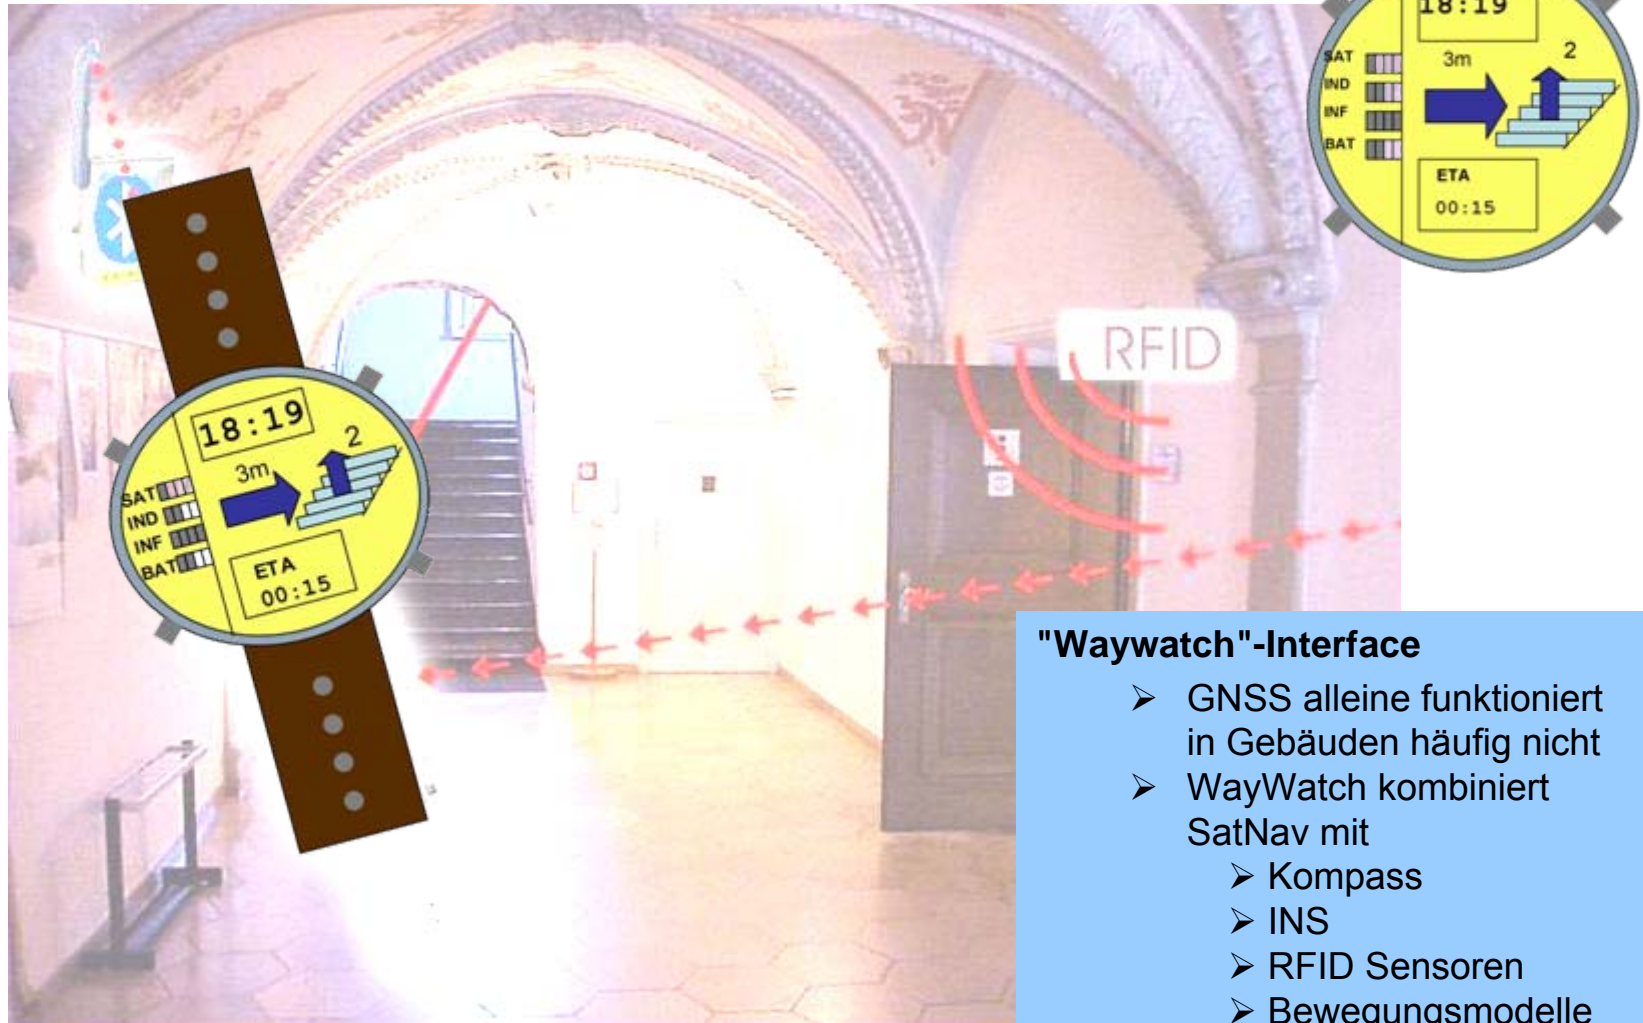 18:19
SAT
IND
INF
BAT
3m
2
ETA
00:15
RFID
18:19
SAT
IND
INF
BAT
3m
2
ETA
00:15
"Waywatch"-Interface
➢ GNSS alleine funktioniert
in Gebäuden häufig nicht
➢ WayWatch kombiniert
SatNav mit
➢ Kompass
➢ INS
➢ RFID Sensoren
➢ Bewegungsmodelle